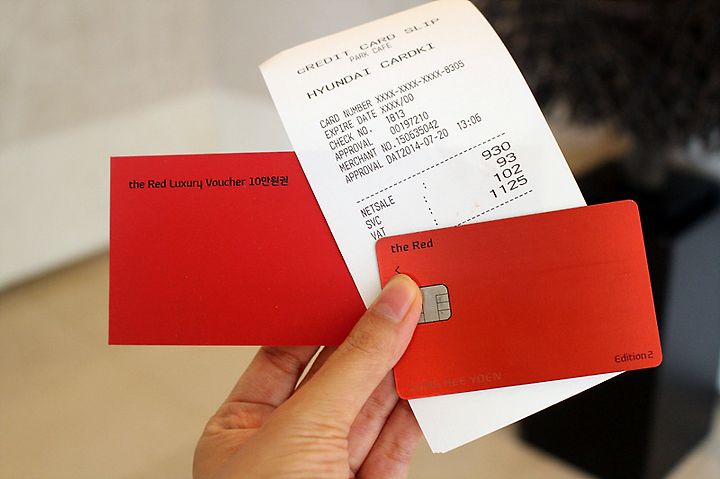 CREDIT CARD SLIP
PARK CAFE
HYUNDAI CARDKI
CARD NUMBER XXXX-XXXX-XXXX-8305
EXPIRE DATE XXXX/00
CHECK NO. 1813
APPROVAL 00197210
MERCHANT NO.150635042
APPROVAL DAT2014-07-20 13:06
NETSALE : 930
SVC : 93
VAT : 102
1125
the Red Luxury Voucher 10만원권
the Red
Edition2
HEE YOEN